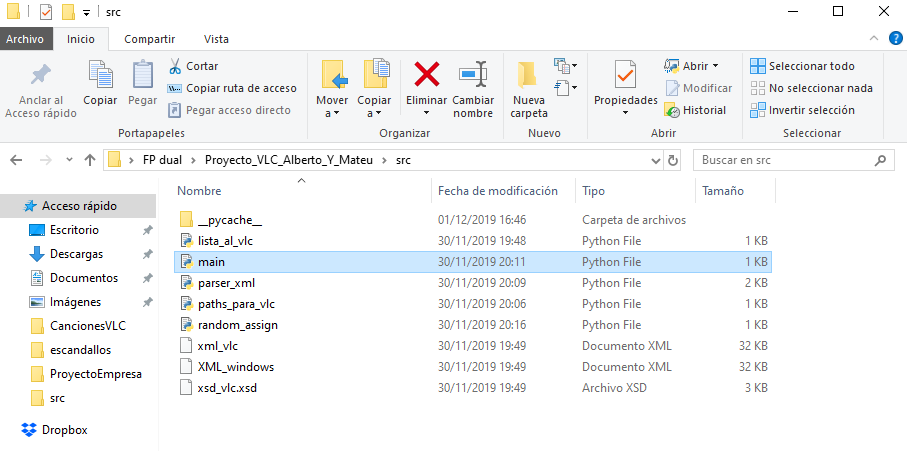 src
Archivo Inicio Compartir Vista
Anclar al Acceso rápido
Copiar
Pegar
Cortar
Copiar ruta de acceso
Pegar acceso directo
Portapapeles
Mover a
Copiar a
Eliminar
Cambiar nombre
Organizar
Nueva carpeta
Nuevo
Propiedades
Abrir
Modificar
Historial
Abrir
Seleccionar todo
No seleccionar nada
Invertir selección
Seleccionar
FP dual > Proyecto_VLC_Alberto_Y_Mateu > src
Buscar en src
Acceso rápido
Escritorio
Descargas
Documentos
Imágenes
CancionesVLC
escandallos
ProyectoEmpresa
src
Dropbox
Nombre Fecha de modificación Tipo Tamaño
__pycache__ 01/12/2019 16:46 Carpeta de archivos
lista_al_vlc 30/11/2019 19:48 Python File 1 KB
main 30/11/2019 20:11 Python File 1 KB
parser_xml 30/11/2019 20:09 Python File 2 KB
paths_para_vlc 30/11/2019 20:06 Python File 1 KB
random_assign 30/11/2019 20:16 Python File 1 KB
xml_vlc 30/11/2019 19:49 Documento XML 32 KB
XML_windows 30/11/2019 19:49 Documento XML 32 KB
xsd_vlc.xsd 30/11/2019 19:49 Archivo XSD 3 KB